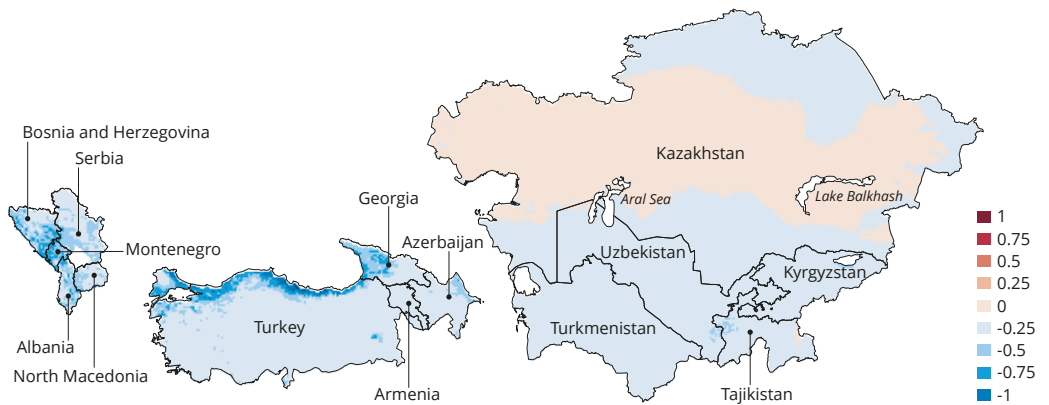 Bosnia and Herzegovina
Serbia
Montenegro
Albania
North Macedonia
Georgia
Azerbaijan
Turkey
Armenia
Kazakhstan
Aral Sea
Lake Balkhash
Uzbekistan
Kyrgyzstan
Turkmenistan
Tajikistan
1
0.75
0.5
0.25
0
-0.25
-0.5
-0.75
-1